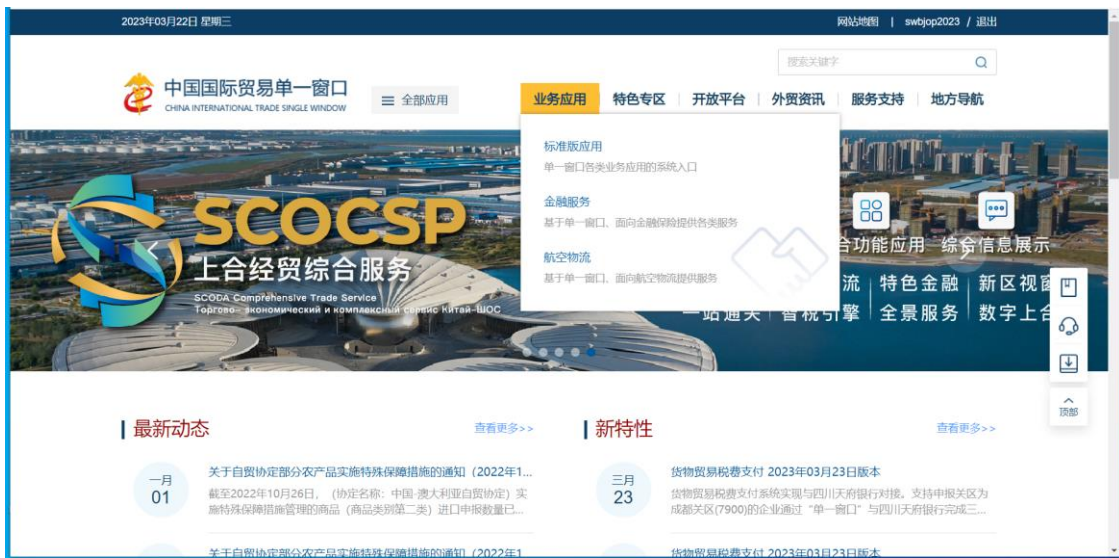 2023年03月22日 星期三
网站地图 | swbjop2023 / 退出
搜索关键字
中国国际贸易单一窗口
CHINA INTERNATIONAL TRADE SINGLE WINDOW
全部应用
业务应用 特色专区 开放平台 外贸资讯 服务支持 地方导航
标准版应用
单一窗口各类业务应用的系统入口
金融服务
基于单一窗口、面向金融保险提供各类服务
航空物流
基于单一窗口、面向航空物流提供服务
SCOCSP
上合经贸综合服务
SCODA Comprehensive Trade Service
Торгово- экономический и комплексный сервис Китай-ШОС
合功能应用 综合信息展示
流 特色金融 新区视窗
一站通关 智税引擎 全景服务 数字上合
顶部
最新动态
查看更多>>
一月
01
关于自贸协定部分农产品实施特殊保障措施的通知（2022年1...
截至2022年10月26日，（协定名称：中国-澳大利亚自贸协定）实
施特殊保障措施管理的商品（商品类别第二类）进口申报数量已...
关于自贸协定部分农产品实施特殊保障措施的通知（2022年1
新特性
查看更多>>
三月
23
货物贸易税费支付 2023年03月23日版本
货物贸易税费支付系统实现与四川天府银行对接。支持申报关区为
成都关区(7900)的企业通过“单一窗口”与四川天府银行完成三...
货物贸易税费支付 2023年03月23日版本